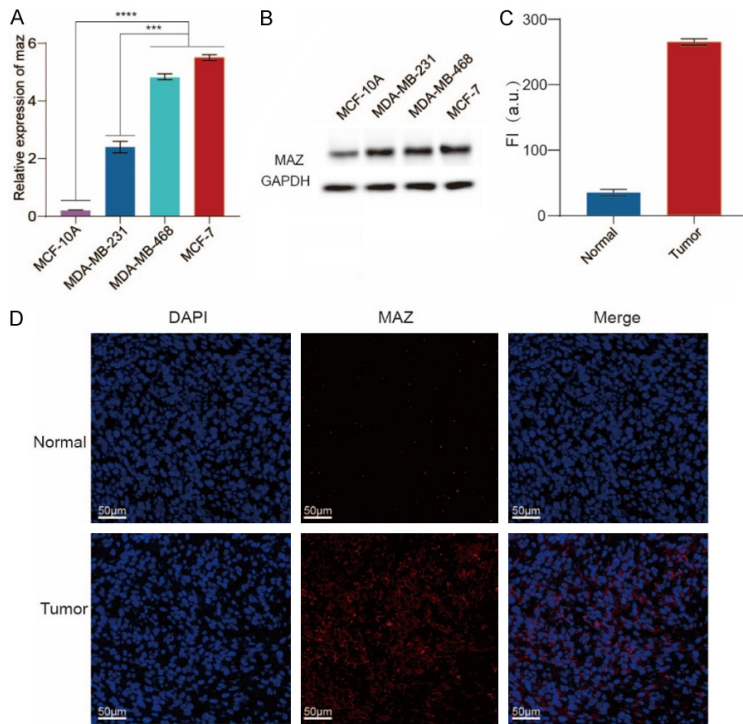 A
****
***
Relative expression of maz
6
4
2
0
MCF-10A
MDA-MB-231
MDA-MB-468
MCF-7
B
MCF-10A
MDA-MB-231
MDA-MB-468
MCF-7
MAZ
GAPDH
C
FI (a.u.)
300
200
100
0
Normal
Tumor
D
DAPI
MAZ
Merge
Normal
50μm
50μm
50μm
Tumor
50μm
50μm
50μm